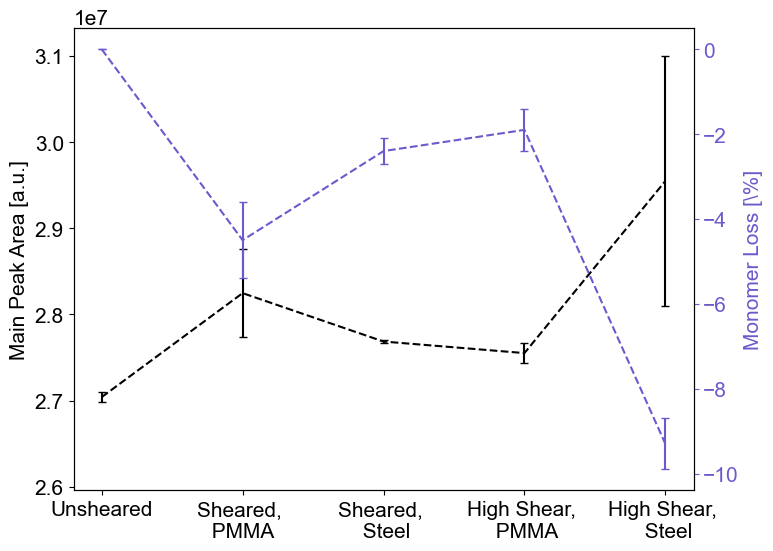 1e7
3.1
3.0
2.9
2.8
2.7
2.6
Main Peak Area [a.u.]
0
−2
−4
−6
−8
−10
Monomer Loss [\%]
Unsheared
Sheared,
PMMA
Sheared,
Steel
High Shear,
PMMA
High Shear,
Steel